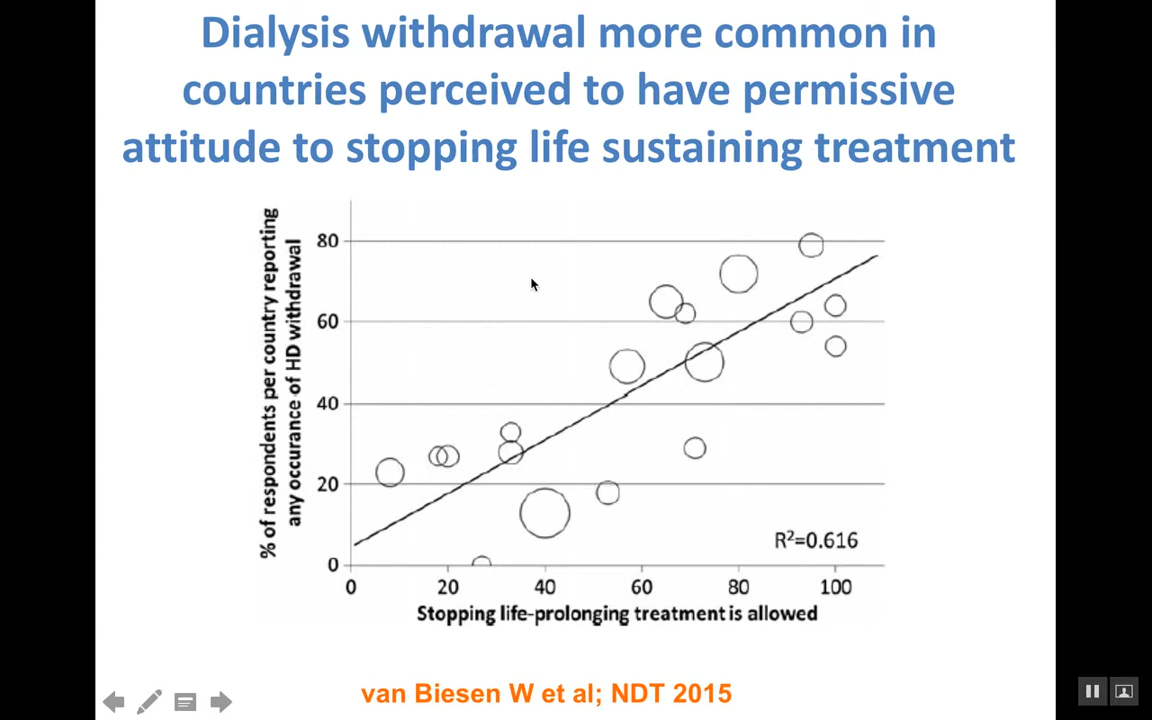 Dialysis withdrawal more common in
countries perceived to have permissive
attitude to stopping life sustaining treatment
% of respondents per country reporting
any occurance of HD withdrawal
80
60
40
20
0
R²=0.616
0 20 40 60 80 100
Stopping life-prolonging treatment is allowed
van Biesen W et al; NDT 2015